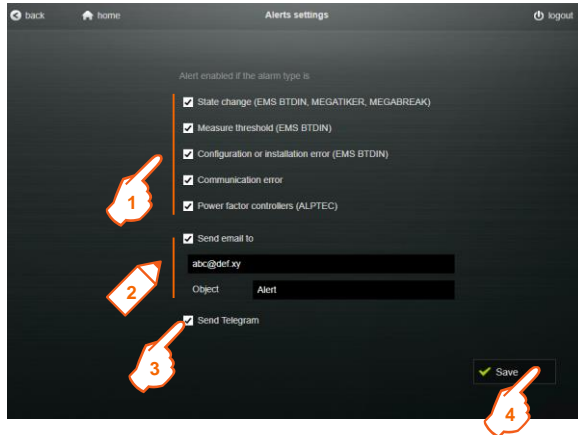 back home Alerts settings logout
Alert enabled if the alarm type is
State change (EMS BTDIN, MEGATIKER, MEGABREAK)
Measure threshold (EMS BTDIN)
Configuration or installation error (EMS BTDIN)
Communication error
1
Power factor controllers (ALPTEC)
Send email to
abc@def.xy
2
Object Alert
Send Telegram
3
Save
4